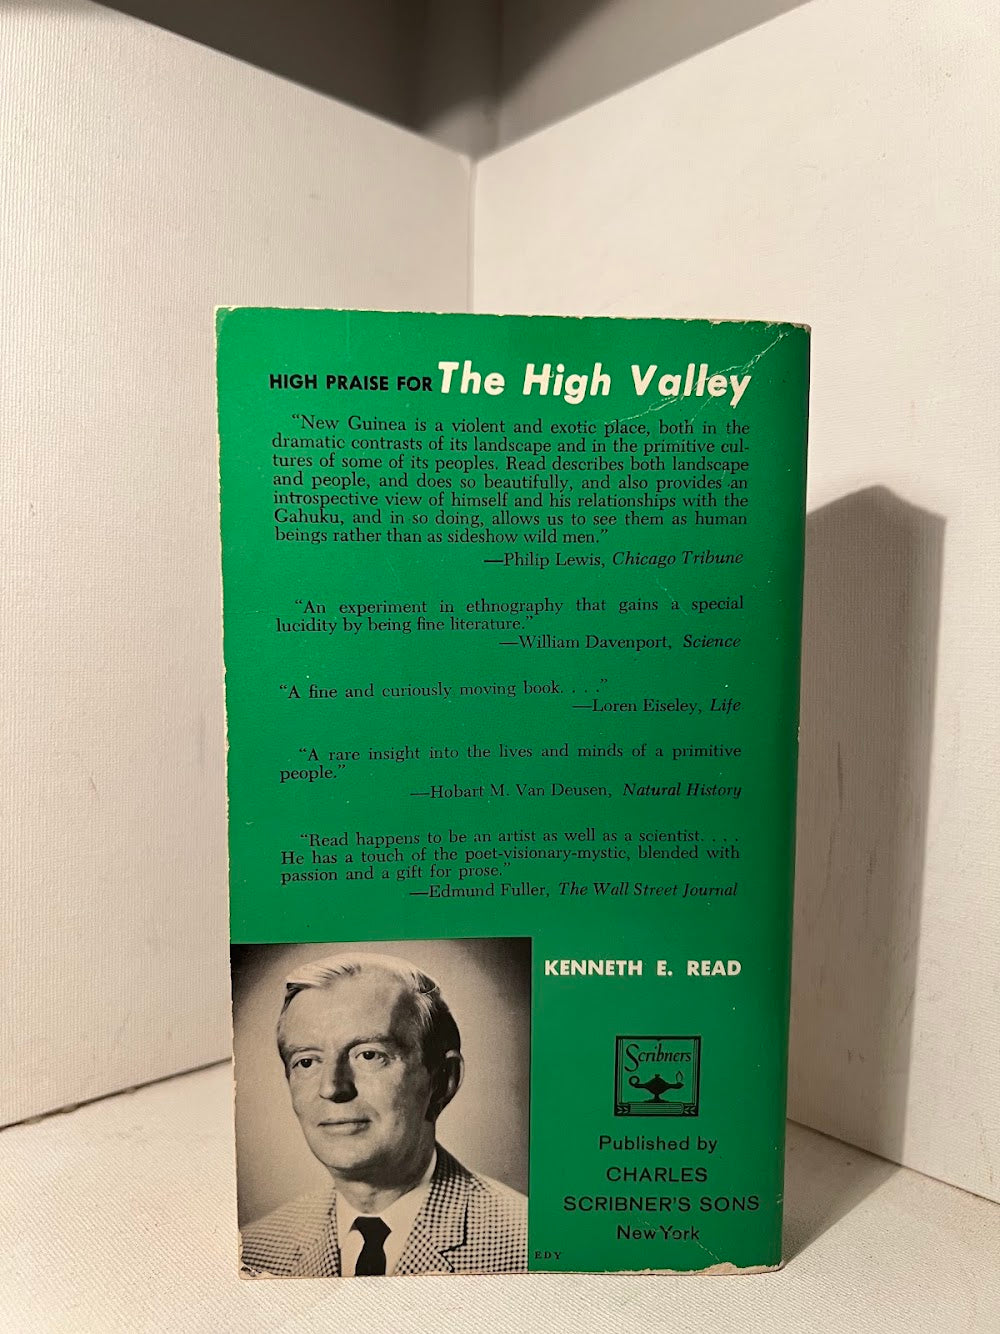 HIGH PRAISE FOR The High Valley
"New Guinea is a violent and exotic place, both in the
dramatic contrasts of its landscape and in the primitive cul-
tures of some of its peoples. Read describes both landscape
and people, and does so beautifully, and also provides an
introspective view of himself and his relationships with the
Gahuku, and in so doing, allows us to see them as human
beings rather than as sideshow wild men."
—Philip Lewis, Chicago Tribune
"An experiment in ethnography that gains a special
lucidity by being fine literature."
—William Davenport, Science
"A fine and curiously moving book. . . ."
—Loren Eiseley, Life
"A rare insight into the lives and minds of a primitive
people."
—Hobart M. Van Deusen, Natural History
"Read happens to be an artist as well as a scientist. . . .
He has a touch of the poet-visionary-mystic, blended with
passion and a gift for prose."
—Edmund Fuller, The Wall Street Journal
KENNETH E. READ
Scribners
Published by
CHARLES
SCRIBNER'S SONS
New York
EDY